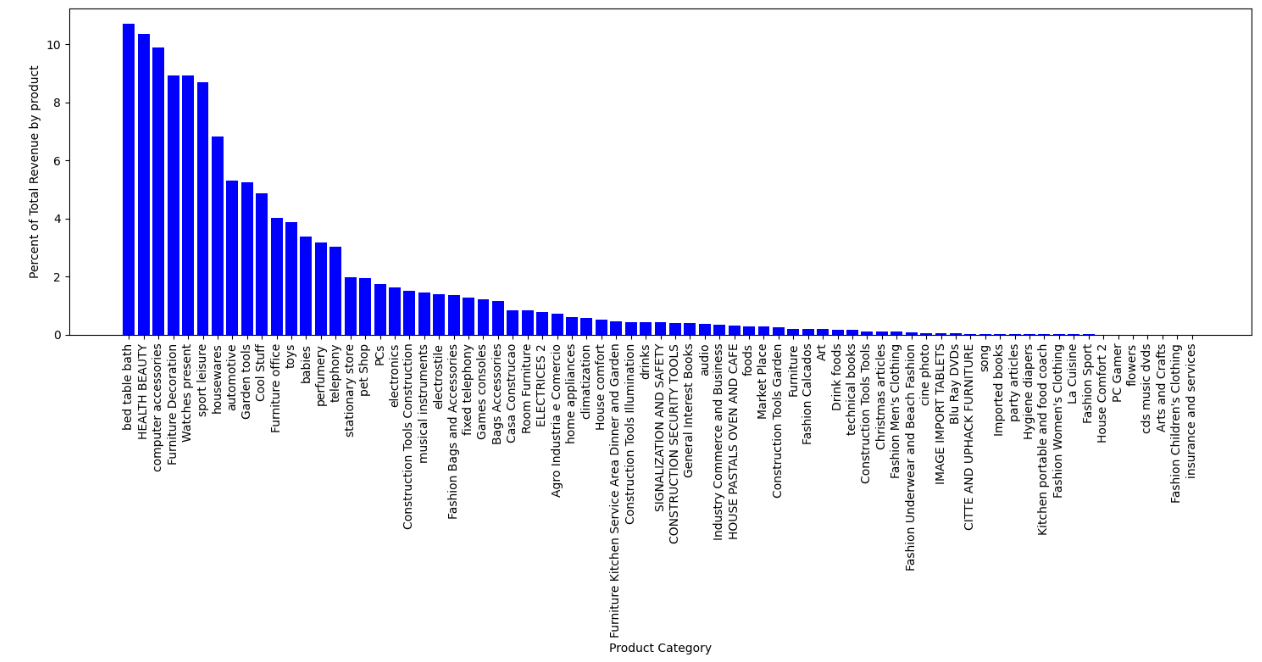 Percent of Total Revenue by product
10
8
6
4
2
0
bed table bath
HEALTH BEAUTY
computer accessories
Furniture Decoration
Watches present
sport leisure
housewares
automotive
Garden tools
Cool Stuff
Furniture office
toys
babies
perfumery
telephony
stationary store
pet Shop
PCs
electronics
Construction Tools Construction
musical instruments
electrostile
Fashion Bags and Accessories
fixed telephony
Games consoles
Bags Accessories
Casa Construcao
Room Furniture
ELECTRICES 2
Agro Industria e Comercio
home appliances
climatization
House comfort
Furniture Kitchen Service Area Dinner and Garden
Construction Tools Illumination
drinks
SIGNALIZATION AND SAFETY
CONSTRUCTION SECURITY TOOLS
General Interest Books
audio
Industry Commerce and Business
HOUSE PASTALS OVEN AND CAFE
foods
Market Place
Construction Tools Garden
Furniture
Fashion Calcados
Art
Drink foods
technical books
Construction Tools Tools
Christmas articles
Fashion Men's Clothing
Fashion Underwear and Beach Fashion
cine photo
IMAGE IMPORT TABLETS
Blu Ray DVDs
CITTE AND UPHACK FURNITURE
song
Imported books
party articles
Hygiene diapers
Kitchen portable and food coach
Fashion Women's Clothing
La Cuisine
Fashion Sport
House Comfort 2
PC Gamer
flowers
cds music dvds
Arts and Crafts
Fashion Children's Clothing
insurance and services
Product Category